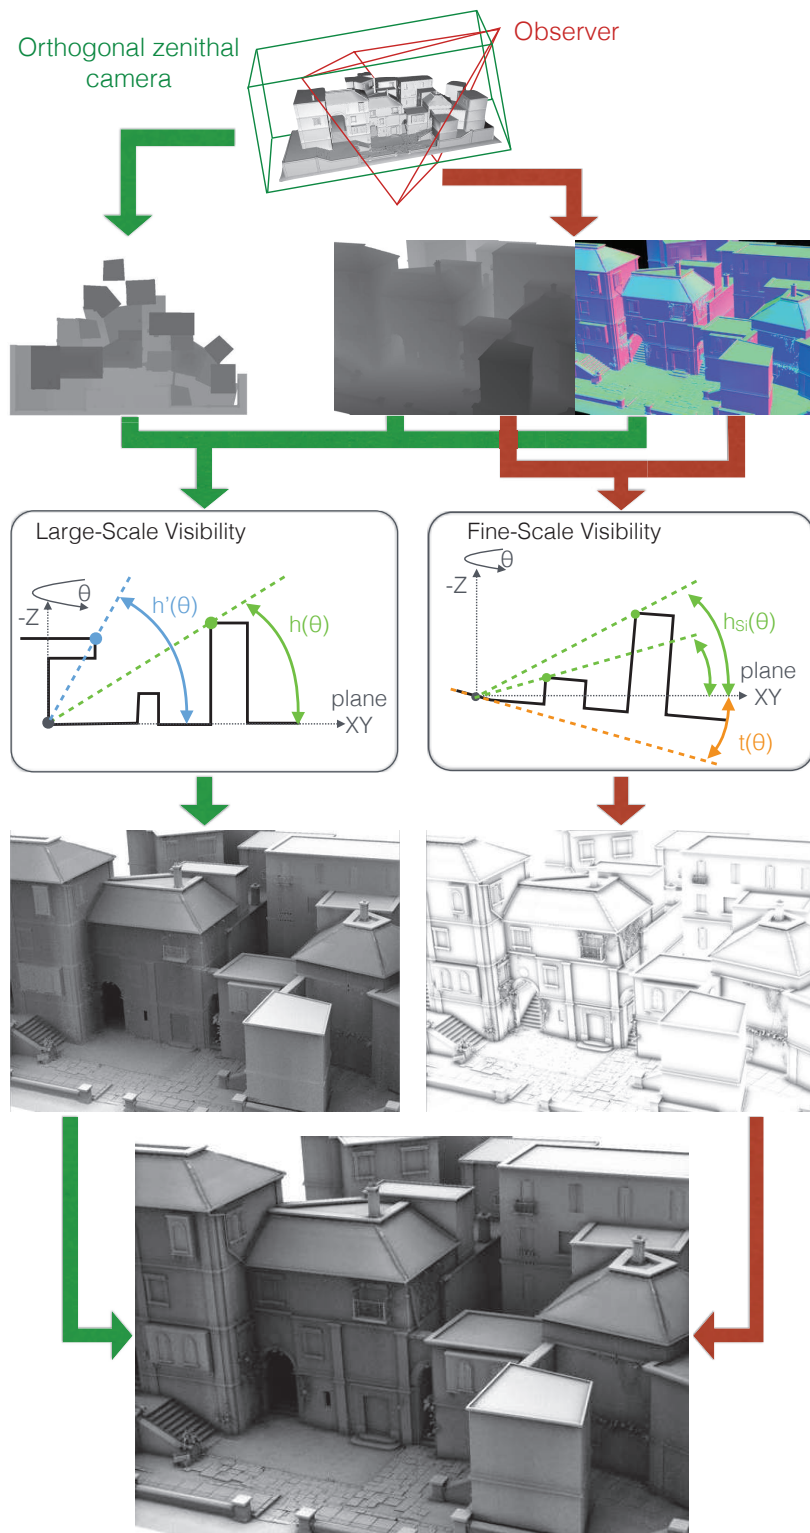 Orthogonal zenithal
camera
Observer
Large-Scale Visibility
θ
-Z
h'(θ)
h(θ)
plane
XY
Fine-Scale Visibility
θ
-Z
hSi(θ)
plane
XY
t(θ)